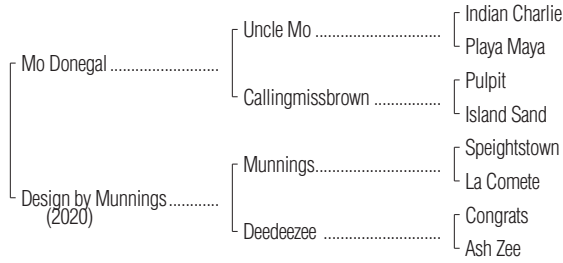 Indian Charlie
Uncle Mo
Playa Maya
Mo Donegal
Pulpit
Callingmissbrown
Island Sand
Speightstown
Munnings
La Comete
Design by Munnings
(2020)
Congrats
Deedeezee
Ash Zee